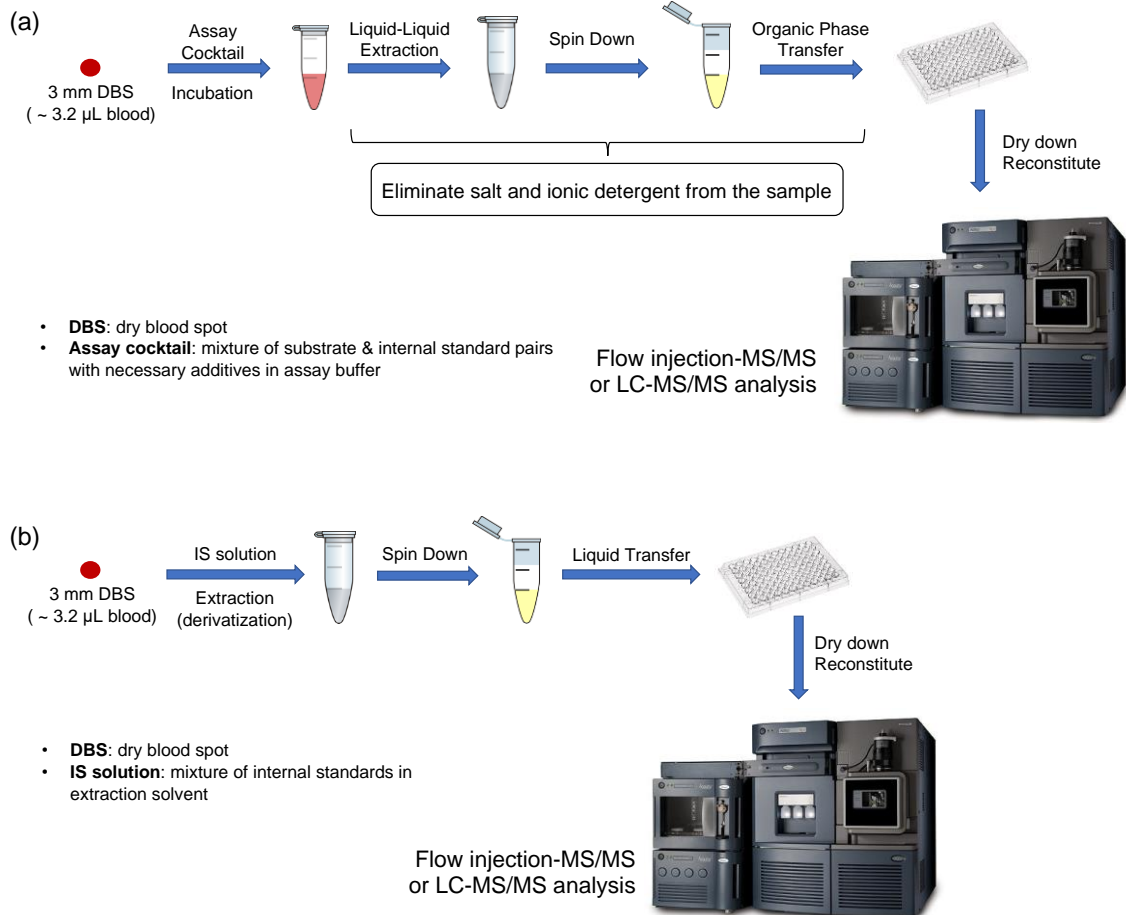 (a)
Assay
Cocktail
Incubation
Liquid-Liquid
Extraction
Spin Down
Organic Phase
Transfer
3 mm DBS
( ~ 3.2 µL blood)
Dry down
Reconstitute
Eliminate salt and ionic detergent from the sample
• DBS: dry blood spot
• Assay cocktail: mixture of substrate & internal standard pairs
with necessary additives in assay buffer
Flow injection-MS/MS
or LC-MS/MS analysis
(b)
IS solution
Extraction
(derivatization)
Spin Down
Liquid Transfer
3 mm DBS
( ~ 3.2 µL blood)
Dry down
Reconstitute
• DBS: dry blood spot
• IS solution: mixture of internal standards in
extraction solvent
Flow injection-MS/MS
or LC-MS/MS analysis